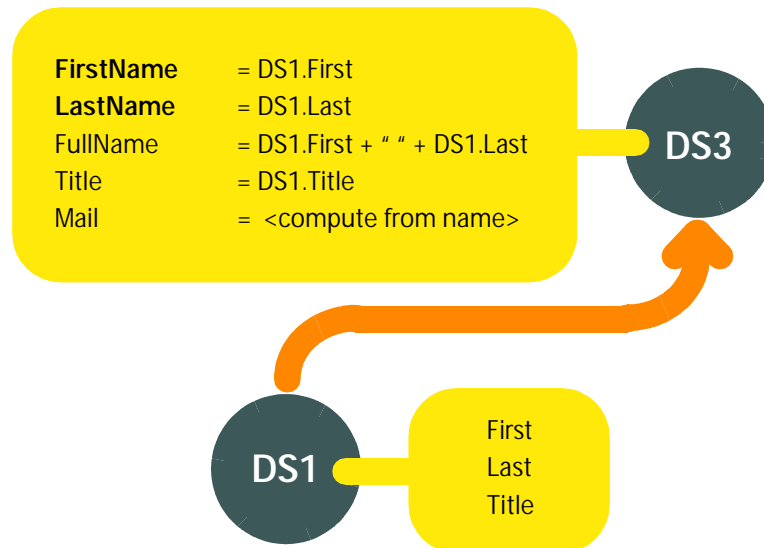 FirstName = DS1.First
LastName = DS1.Last
FullName = DS1.First + “ “ + DS1.Last
Title = DS1.Title
Mail = <compute from name>
DS3
DS1
First
Last
Title